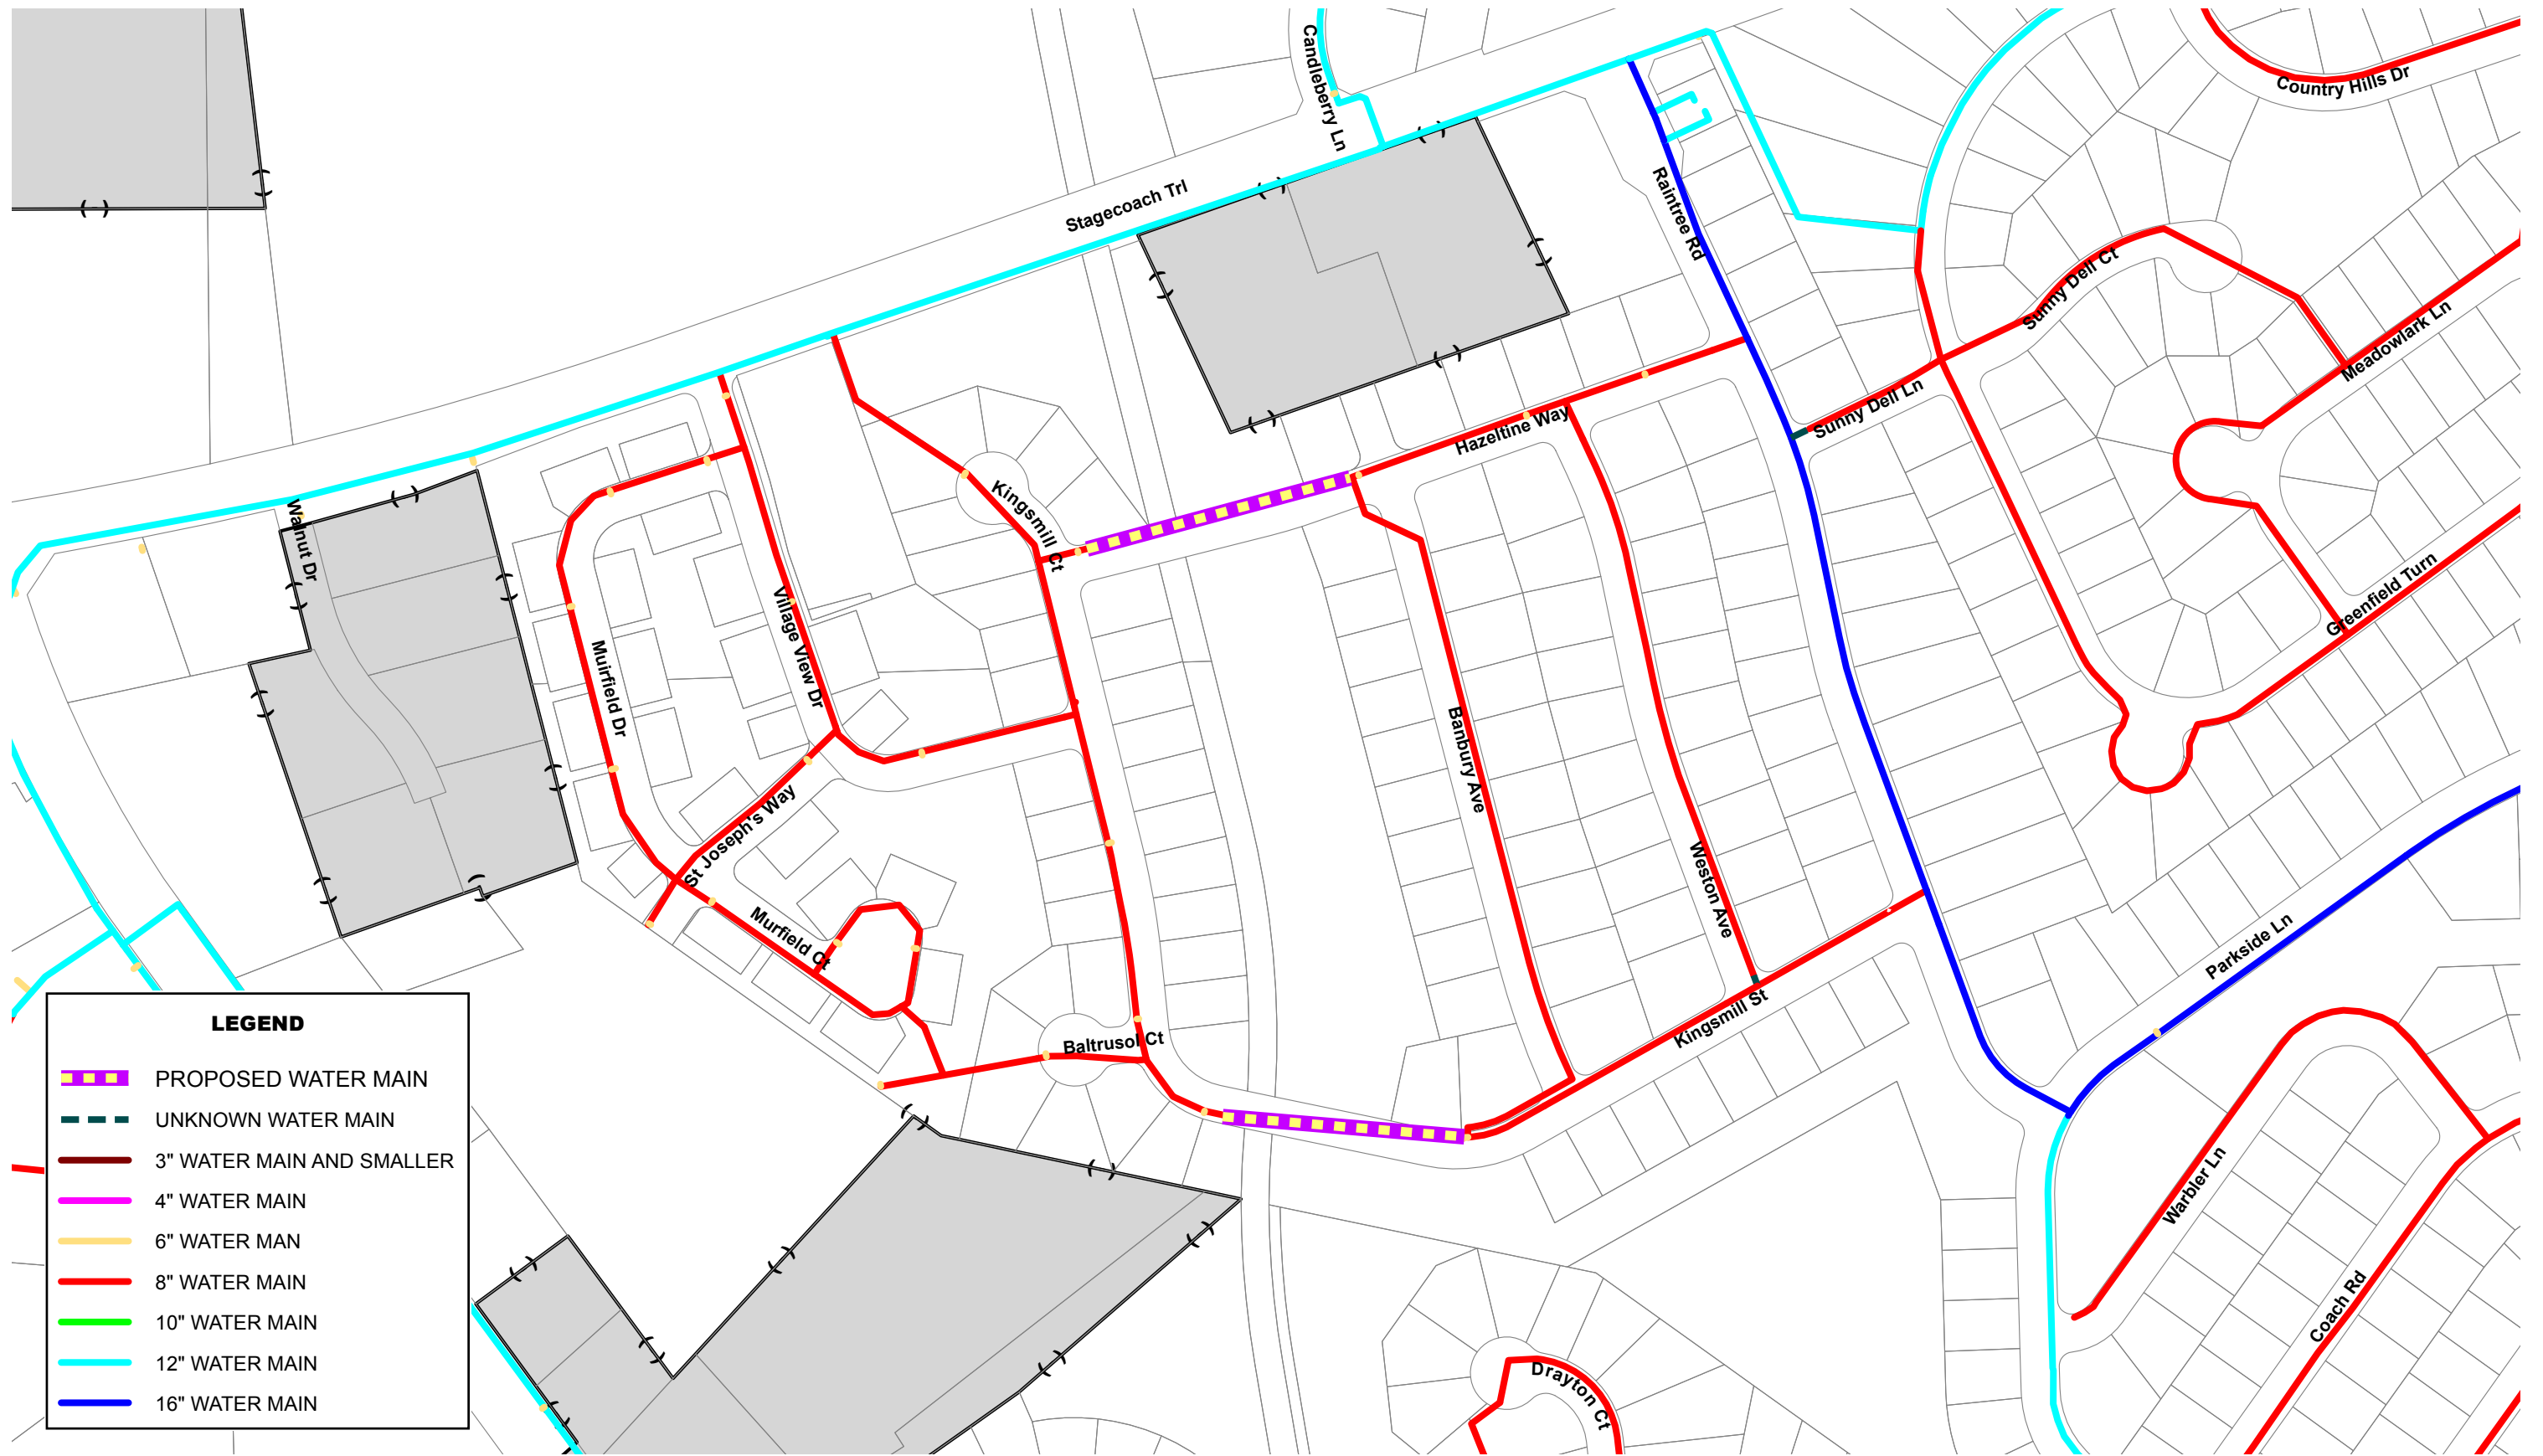 Candleberry Ln
Country Hills Dr
Stagecoach Trl
Raintree Rd
Sunny Dell Ct
Meadowlark Ln
Sunny Dell Ln
Hazeltine Way
Kingsmill Ct
Walnut Dr
Village View Dr
Muirfield Dr
Greenfield Turn
Banbury Ave
St Joseph's Way
Weston Ave
Murfield Ct
Parkside Ln
Kingsmill St
Baltrusol Ct
Warbler Ln
Coach Rd
Drayton Ct
LEGEND
PROPOSED WATER MAIN
UNKNOWN WATER MAIN
3" WATER MAIN AND SMALLER
4" WATER MAIN
6" WATER MAN
8" WATER MAIN
10" WATER MAIN
12" WATER MAIN
16" WATER MAIN